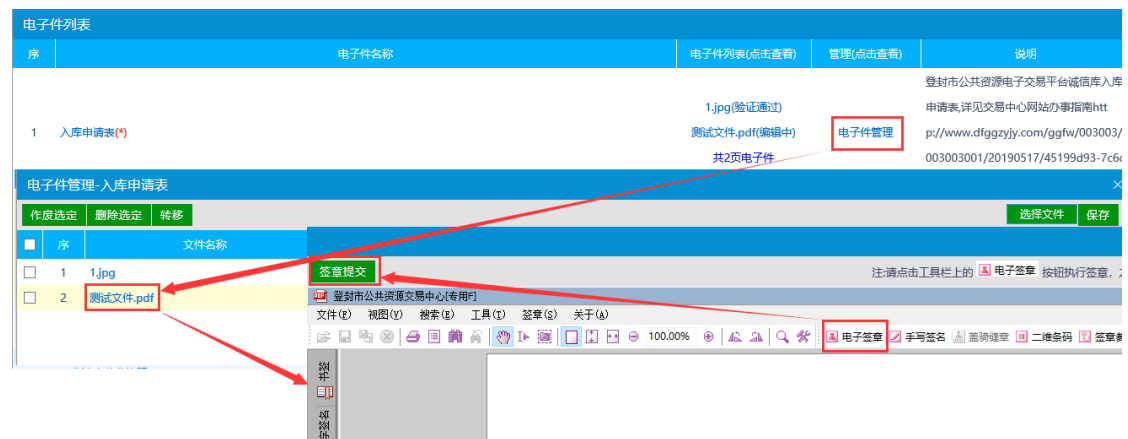 电子件列表
序 电子件名称 电子件列表(点击查看) 管理(点击查看) 说明
登封市公共资源电子交易平台诚信库入库
1.jpg(验证通过) 申请表,详见交易中心网站办事指南htt
1 入库申请表(*) 测试文件.pdf(编辑中) 电子件管理 p://www.dfggzyjy.com/ggfw/003003/
共2页电子件 003003001/20190517/45199d93-7c6
电子件管理-入库申请表
作废选定 删除选定 转移 选择文件 保存
序 文件名称
1 1.jpg
2 测试文件.pdf
签章提交 注:请点击工具栏上的 电子签章 按钮执行签章,
登封市公共资源交易中心[专用]
文件(F) 视图(V) 搜索(E) 工具(T) 签章(S) 关于(A)
100.00% 电子签章 手写签名 盖骑缝章 二维条码 签章
书签
字签名